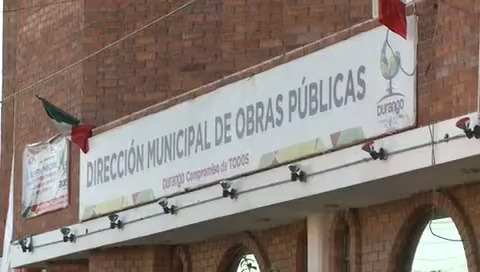 DIRECCIÓN MUNICIPAL DE OBRAS PÚBLICAS
Durango Compromiso de TODOS
Durango